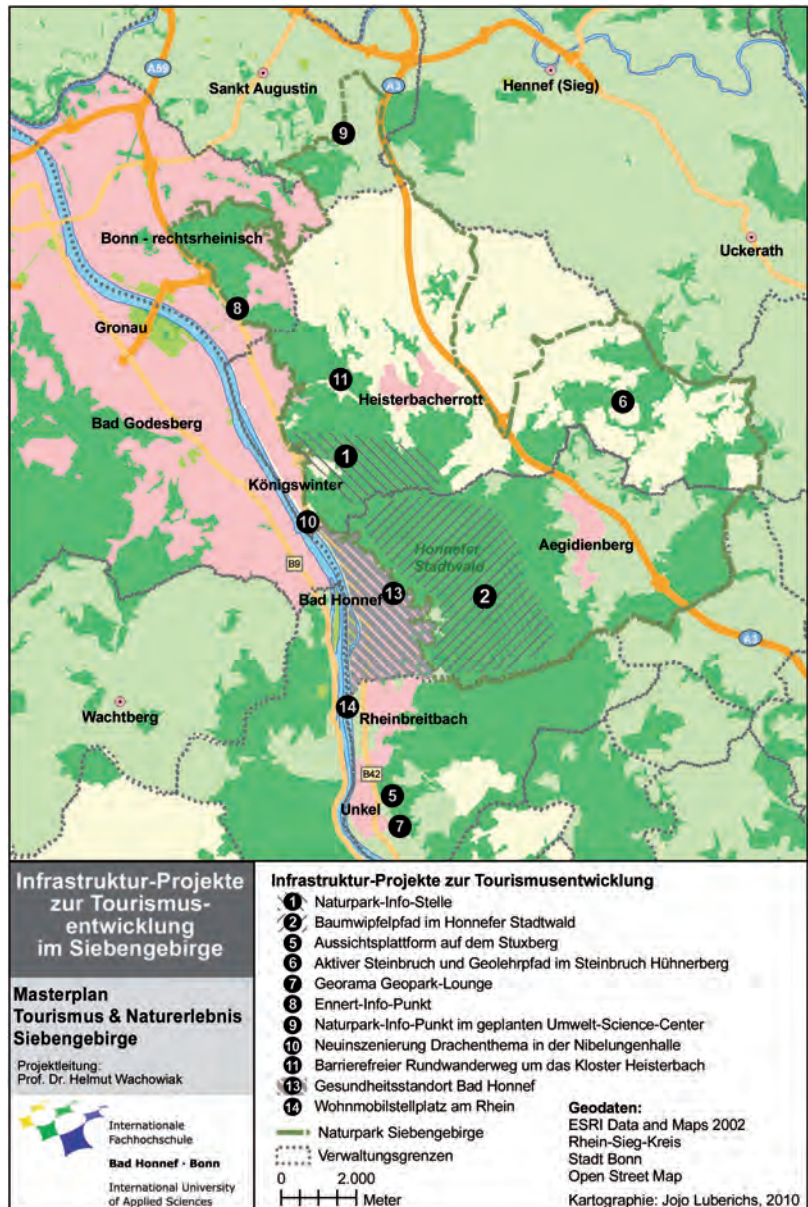 A59
Sankt Augustin
A3
Hennef (Sieg)
9
Bonn - rechtsrheinisch
Uckerath
8
Gronau
11
Heisterbacherrott
6
Bad Godesberg
1
Königswinter
10
Honnefer
Stadtwald
Aegidienberg
B9
Bad Honnef
13
2
A3
Wachtberg
14
Rheinbreitbach
B42
5
Unkel
7
Infrastruktur-Projekte
zur Tourismus-
entwicklung
im Siebengebirge
Masterplan
Tourismus & Naturerlebnis
Siebengebirge
Projektleitung:
Prof. Dr. Helmut Wachowiak
Internationale
Fachhochschule
Bad Honnef · Bonn
International University
of Applied Sciences
Infrastruktur-Projekte zur Tourismusentwicklung
1 Naturpark-Info-Stelle
2 Baumwipfelpfad im Honnefer Stadtwald
5 Aussichtsplattform auf dem Stuxberg
6 Aktiver Steinbruch und Geolehrpfad im Steinbruch Hühnerberg
7 Georama Geopark-Lounge
8 Ennert-Info-Punkt
9 Naturpark-Info-Punkt im geplanten Umwelt-Science-Center
10 Neuinszenierung Drachenthema in der Nibelungenhalle
11 Barrierefreier Rundwanderweg um das Kloster Heisterbach
13 Gesundheitsstandort Bad Honnef
14 Wohnmobilstellplatz am Rhein
Naturpark Siebengebirge
Verwaltungsgrenzen
0 2.000
Meter
Geodaten:
ESRI Data and Maps 2002
Rhein-Sieg-Kreis
Stadt Bonn
Open Street Map
Kartographie: Jojo Luberichs, 2010